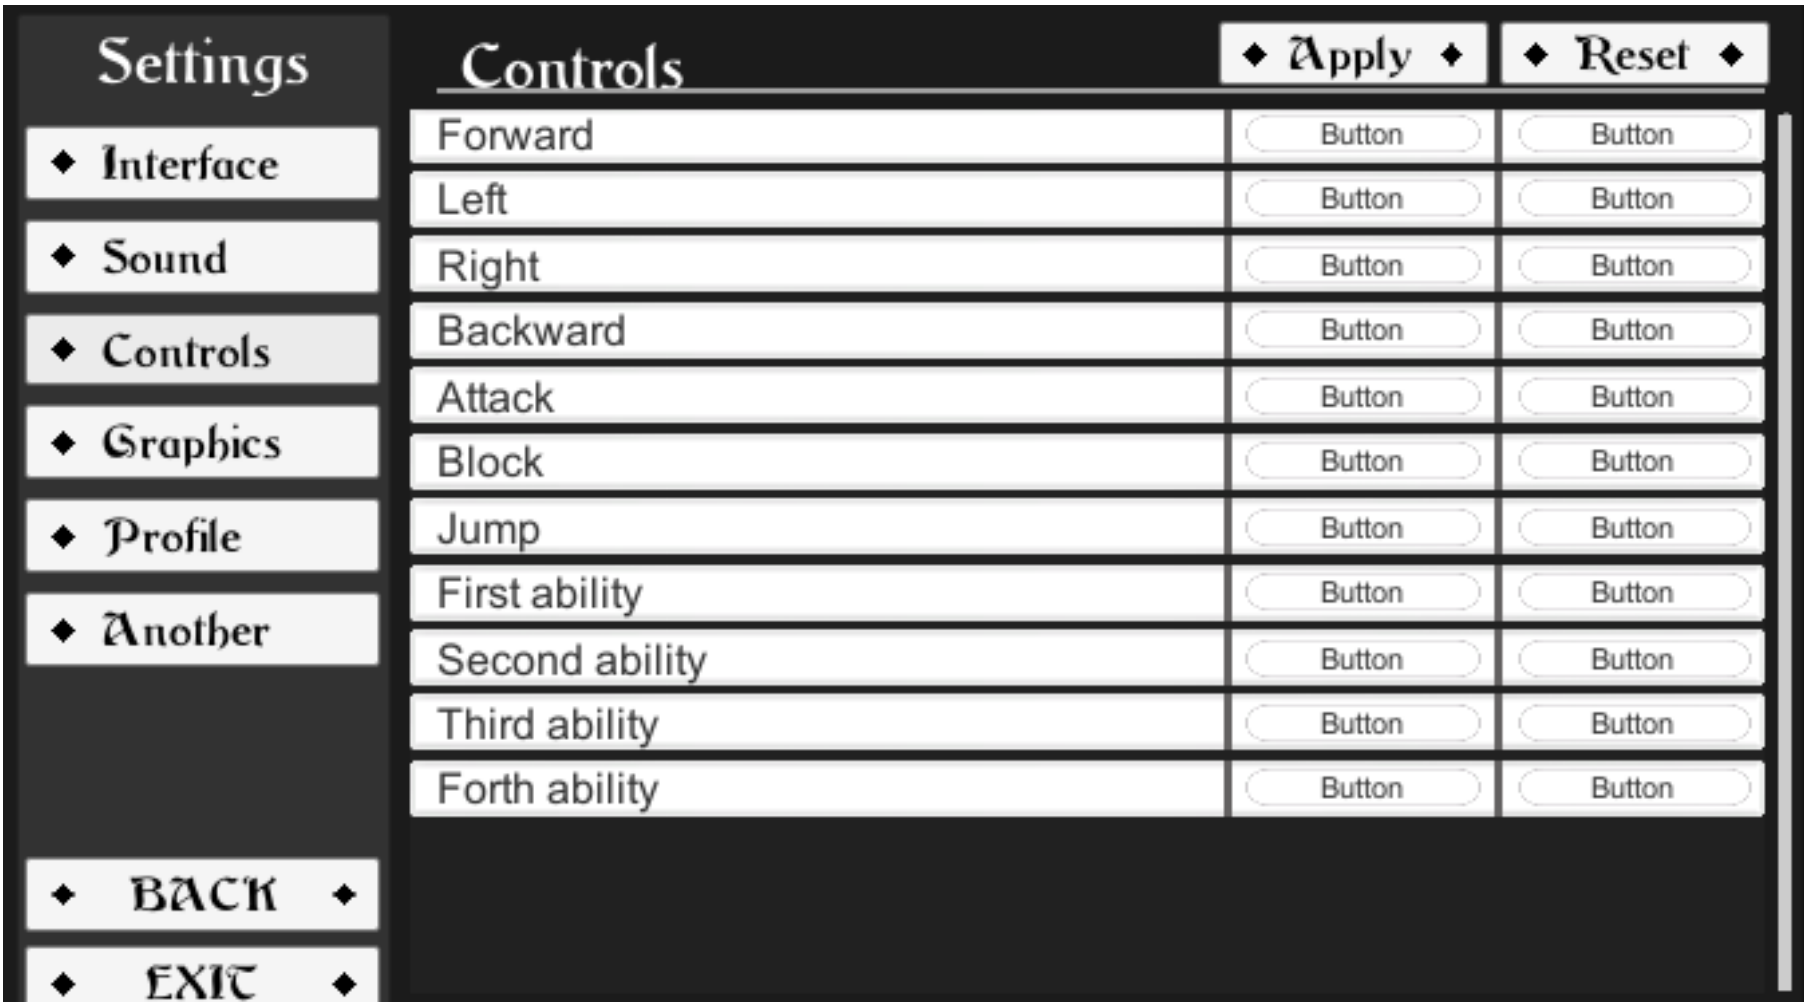 Settings
Interface
Sound
Controls
Graphics
Profile
Another
BACK
EXIT
Controls
Apply
Reset
Forward Button Button
Left Button Button
Right Button Button
Backward Button Button
Attack Button Button
Block Button Button
Jump Button Button
First ability Button Button
Second ability Button Button
Third ability Button Button
Forth ability Button Button